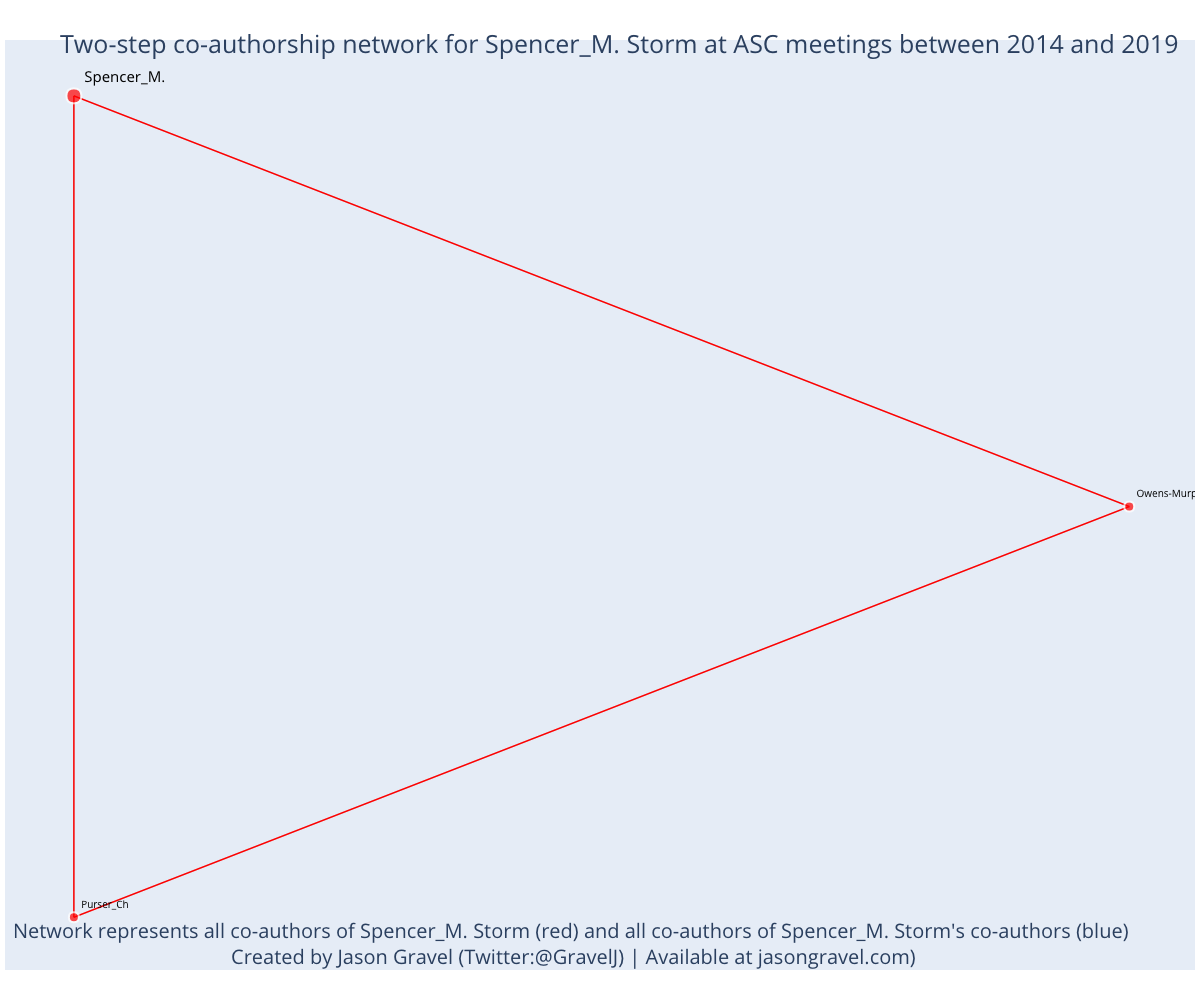 Two-step co-authorship network for Spencer_M. Storm at ASC meetings between 2014 and 2019
Spencer_M.
Owens-Murp
Purser_Ch
Network represents all co-authors of Spencer_M. Storm (red) and all co-authors of Spencer_M. Storm's co-authors (blue)
Created by Jason Gravel (Twitter:@GravelJ) | Available at jasongravel.com)